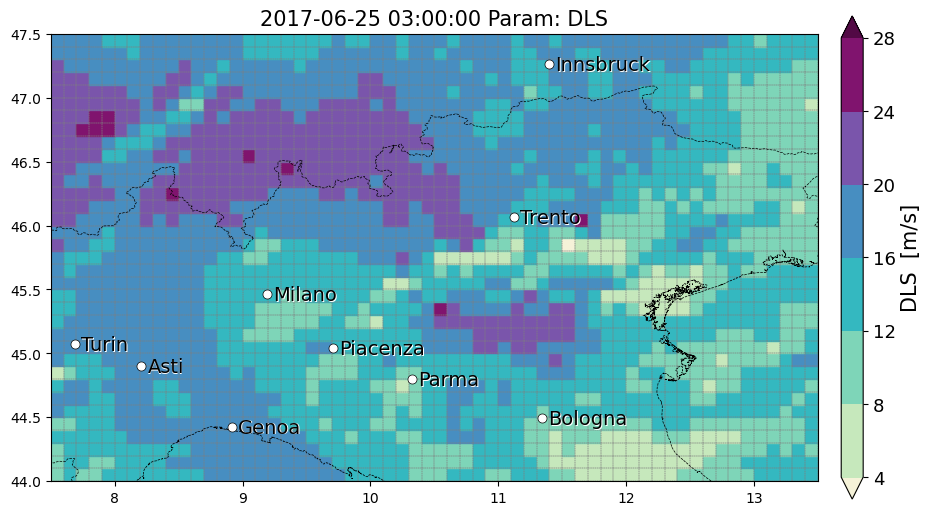 2017-06-25 03:00:00 Param: DLS
47.5
47.0
46.5
46.0
45.5
45.0
44.5
44.0
8
9
10
11
12
13
Innsbruck
Trento
Milano
Turin
Asti
Piacenza
Parma
Genoa
Bologna
28
24
20
16
12
8
4
DLS [m/s]